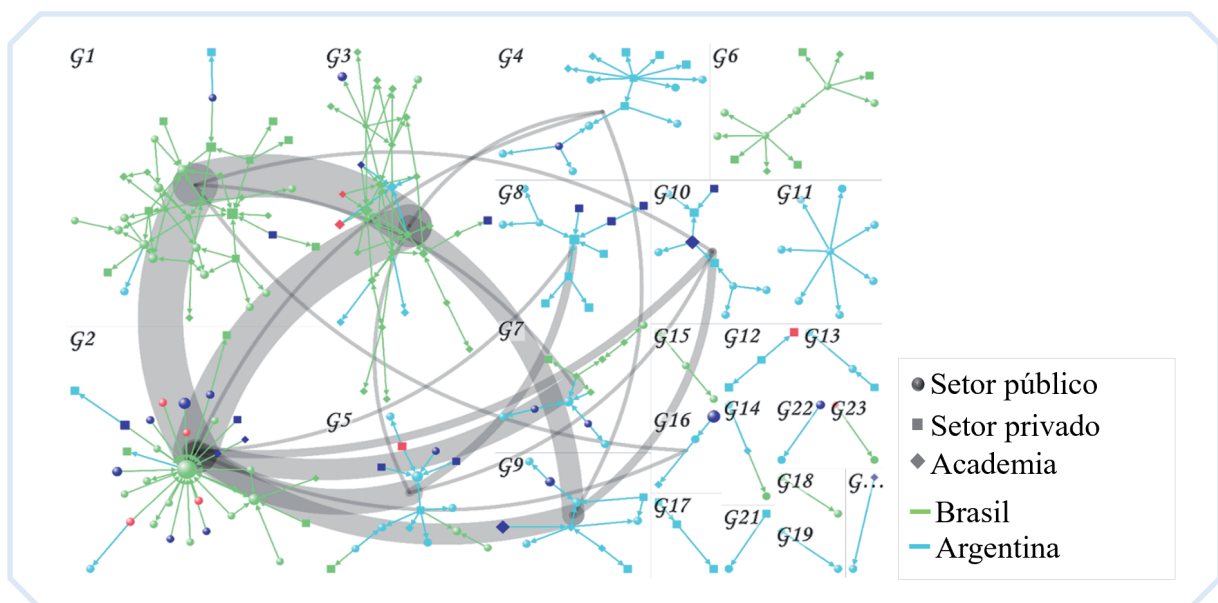 G1
G3
G4
G6
G8
G10
G11
G2
G7
G15
G12
G13
G5
G16
G14
G22
G23
G9
G18
G...
G17
G21
G19
Setor público
Setor privado
Academia
Brasil
Argentina